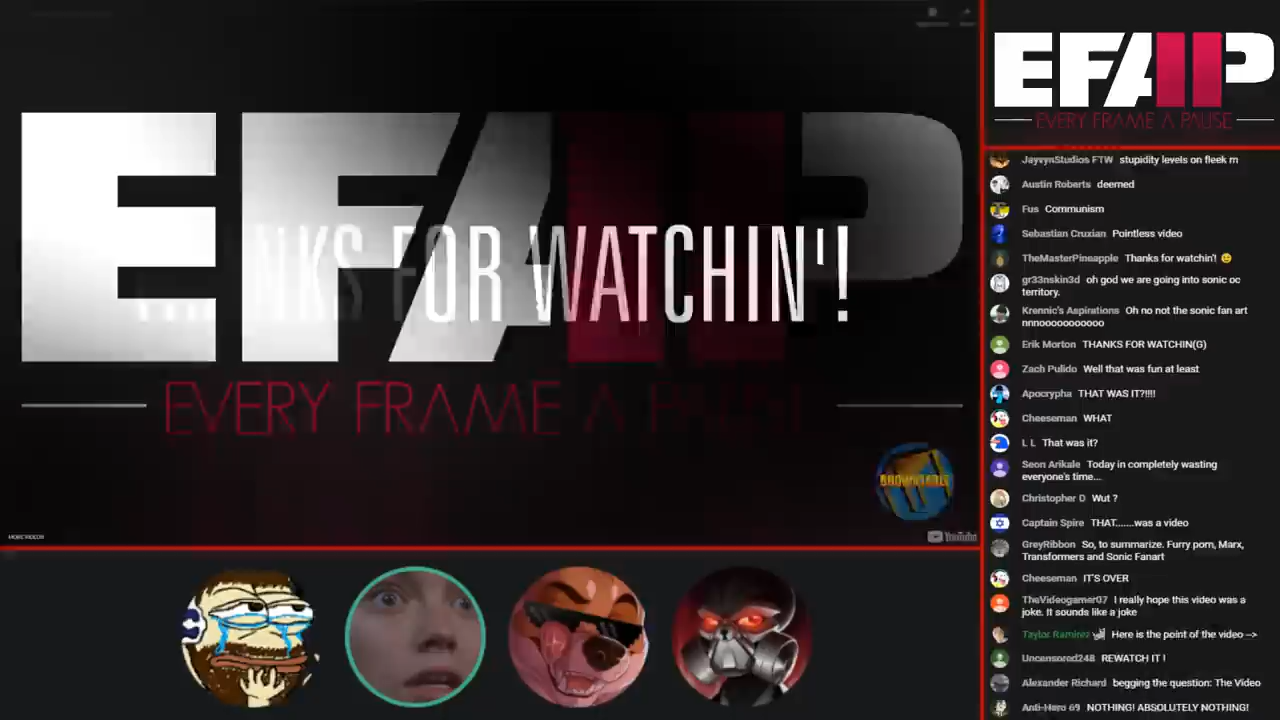 EFAP
NKS FOR WATCHIN'!
EVERY FRAME A PAUSE
BROWNTABLE
MORE VIDEOS
YouTube
EFAP
EVERY FRAME A PAUSE
JayvynStudios FTW stupidity levels on fleek rn
Austin Roberts deemed
Fus Communism
Sebastian Cruxian Pointless video
TheMasterPineapple Thanks for watchin'! 😉
gr33nskin3d oh god we are going into sonic oc
territory.
Krennic's Aspirations Oh no not the sonic fan art
nnnooooooooooo
Erik Morton THANKS FOR WATCHIN(G)
Zach Pulido Well that was fun at least
Apocrypha THAT WAS IT?!!!!
Cheeseman WHAT
L L That was it?
Seon Arikale Today in completely wasting
everyone's time...
Christopher D Wut ?
Captain Spire THAT.......was a video
GreyRibbon So, to summarize. Furry porn, Marx,
Transformers and Sonic Fanart
Cheeseman IT'S OVER
TheVideogamer07 I really hope this video was a
joke. It sounds like a joke
Taylor Ramirez Here is the point of the video -->
Uncensored248 REWATCH IT !
Alexander Richard begging the question: The Video
Anti-Hero 69 NOTHING! ABSOLUTELY NOTHING!